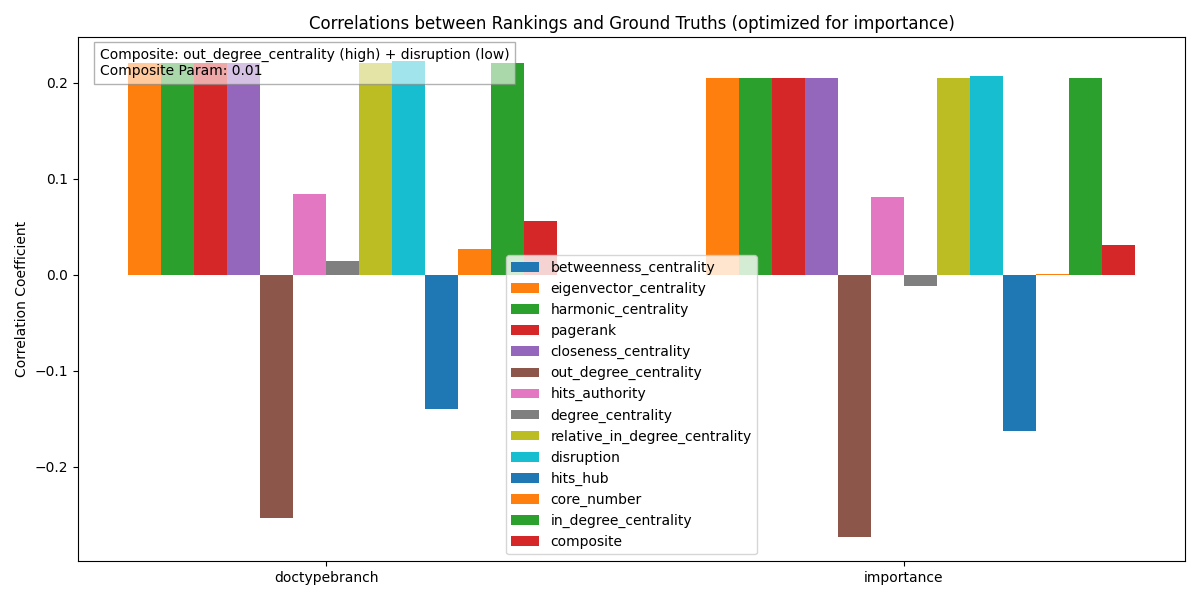 Correlations between Rankings and Ground Truths (optimized for importance)
Composite: out_degree_centrality (high) + disruption (low)
Composite Param: 0.01
Correlation Coefficient
0.2
0.1
0.0
−0.1
−0.2
betweenness_centrality
eigenvector_centrality
harmonic_centrality
pagerank
closeness_centrality
out_degree_centrality
hits_authority
degree_centrality
relative_in_degree_centrality
disruption
hits_hub
core_number
in_degree_centrality
composite
doctypebranch
importance